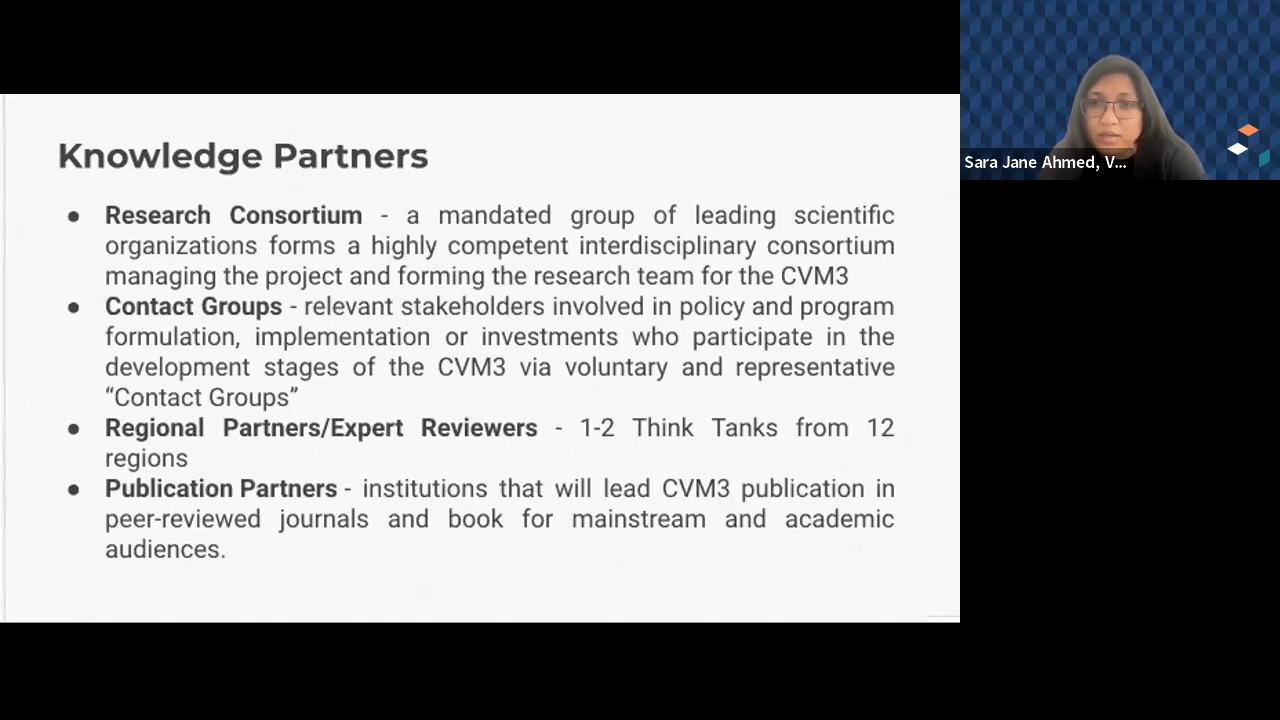 Knowledge Partners
● Research Consortium - a mandated group of leading scientific
organizations forms a highly competent interdisciplinary consortium
managing the project and forming the research team for the CVM3
● Contact Groups - relevant stakeholders involved in policy and program
formulation, implementation or investments who participate in the
development stages of the CVM3 via voluntary and representative
“Contact Groups”
● Regional Partners/Expert Reviewers - 1-2 Think Tanks from 12
regions
● Publication Partners - institutions that will lead CVM3 publication in
peer-reviewed journals and book for mainstream and academic
audiences.
Sara Jane Ahmed, V...